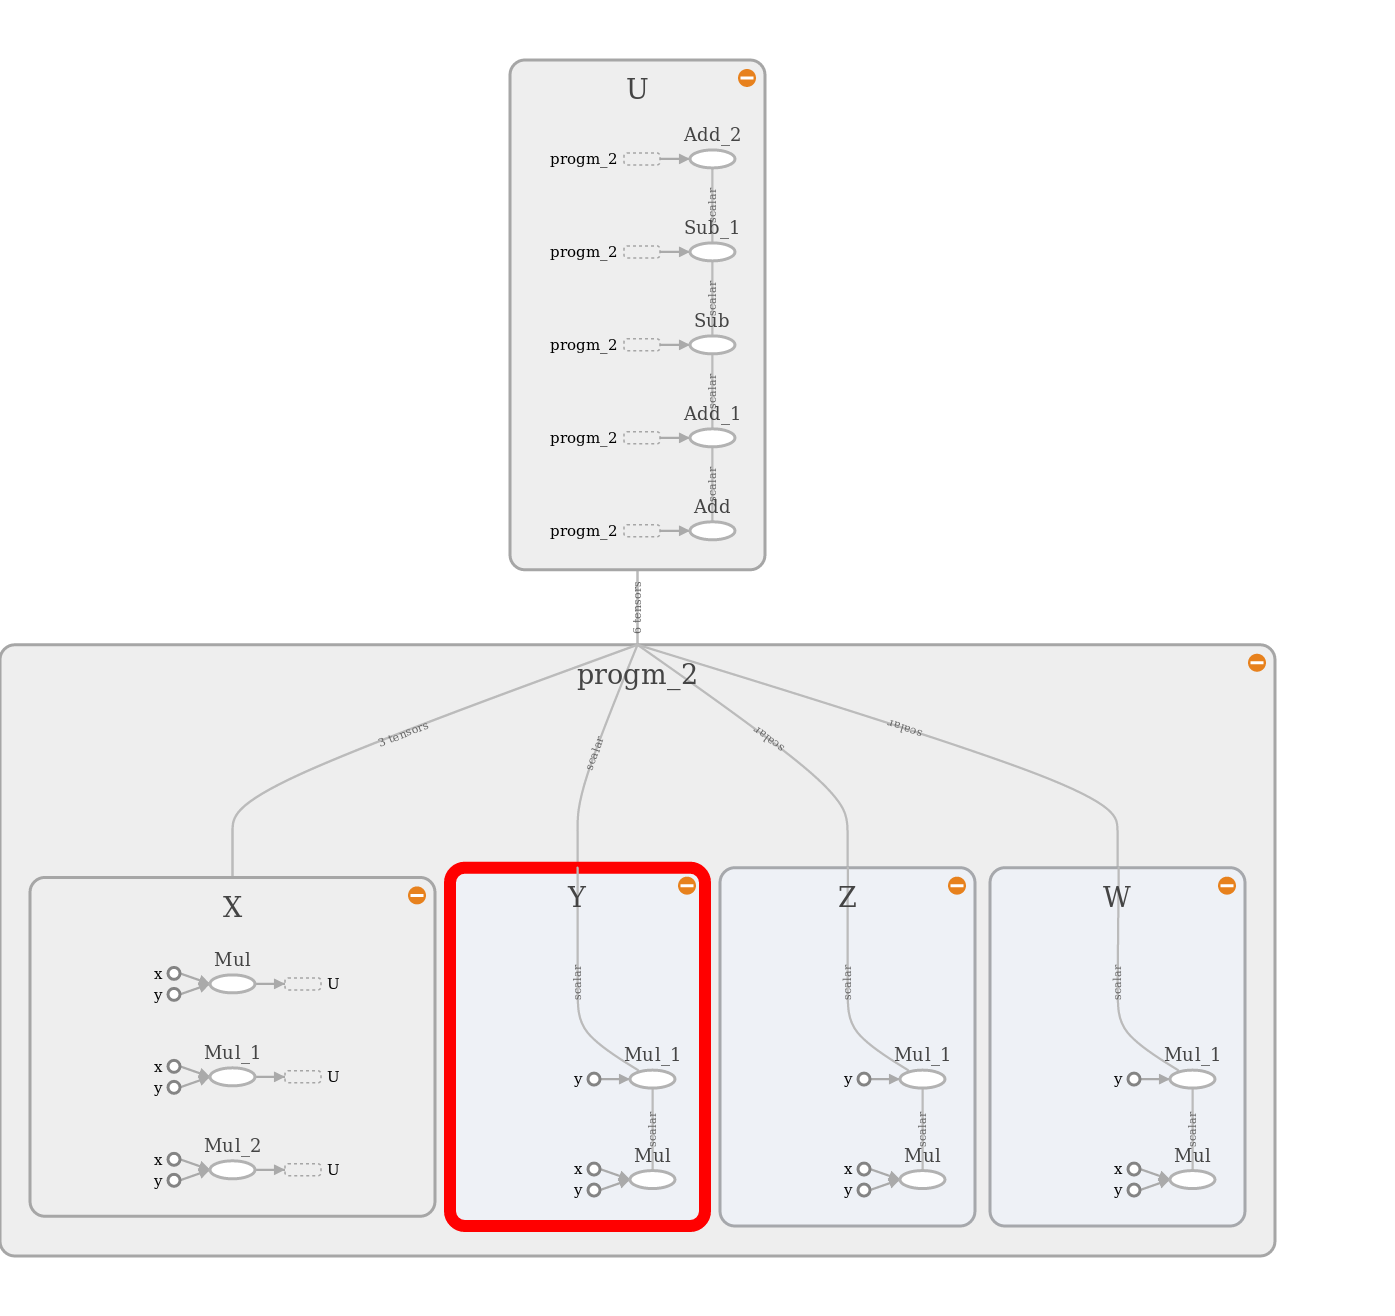 U
Add_2
progm_2
scalar
Sub_1
progm_2
scalar
Sub
progm_2
scalar
Add_1
progm_2
scalar
Add
progm_2
6 tensors
progm_2
3 tensors
scalar
scalar
scalar
X
Mul
x
y
U
Mul_1
x
y
U
Mul_2
x
y
U
Y
scalar
Mul_1
y
scalar
Mul
x
y
Z
scalar
Mul_1
y
scalar
Mul
x
y
W
scalar
Mul_1
y
scalar
Mul
x
y